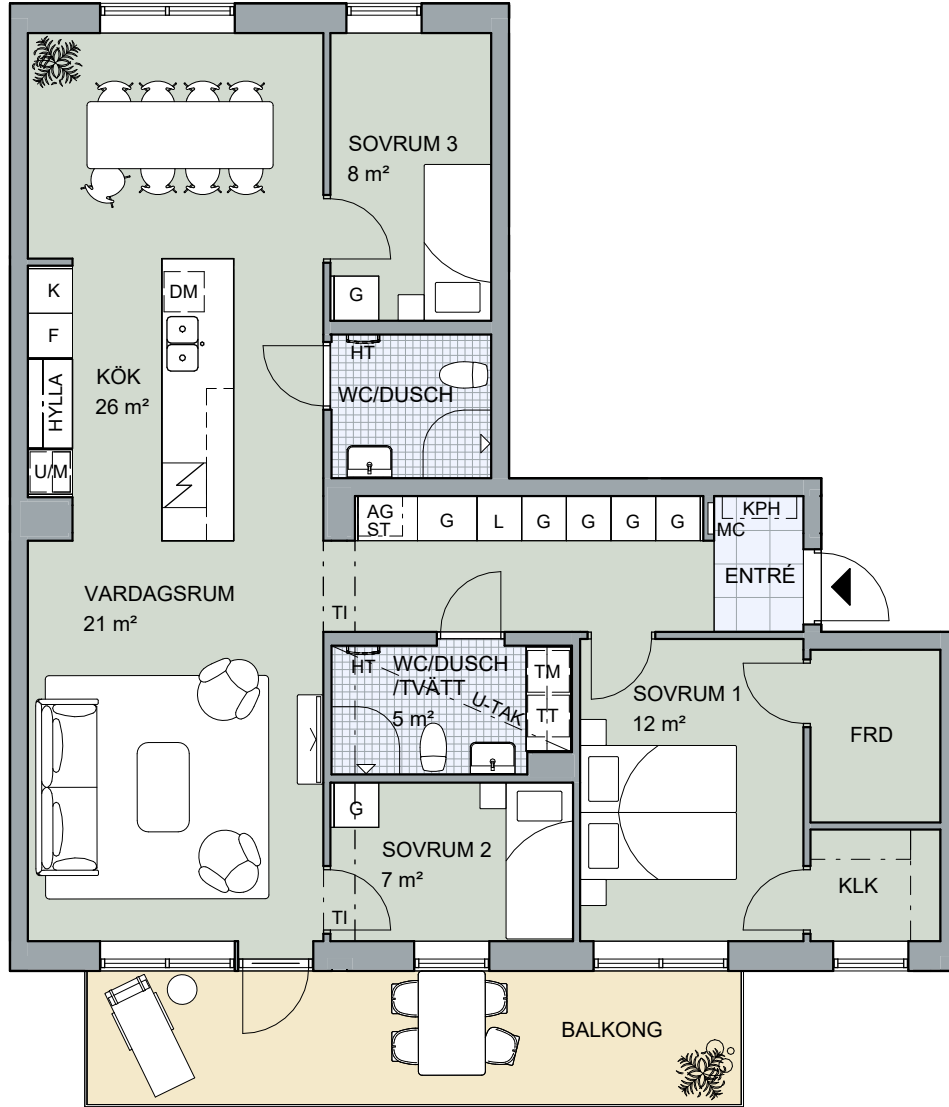 SOVRUM 3
8 m²
K
DM
G
F
HT
KÖK
26 m²
HYLLA
WC/DUSCH
U/M
AG
ST
G
L
G
G
G
G
KPH
MC
ENTRÉ
VARDAGSRUM
21 m²
TI
HT
WC/DUSCH
/TVÄTT
5 m²
U-TAK
TM
TT
SOVRUM 1
12 m²
FRD
G
SOVRUM 2
7 m²
KLK
TI
BALKONG